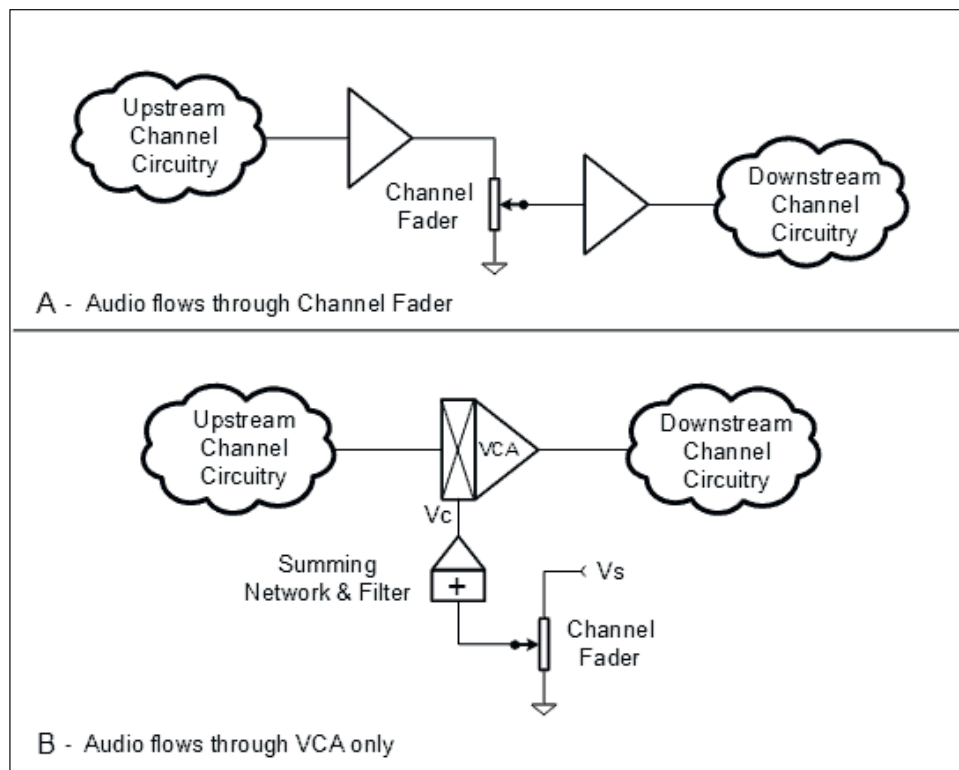 Upstream
Channel
Circuitry
Channel
Fader
Downstream
Channel
Circuitry
A - Audio flows through Channel Fader
Upstream
Channel
Circuitry
VCA
Downstream
Channel
Circuitry
Vc
Summing
Network & Filter
+
Vs
Channel
Fader
B - Audio flows through VCA only